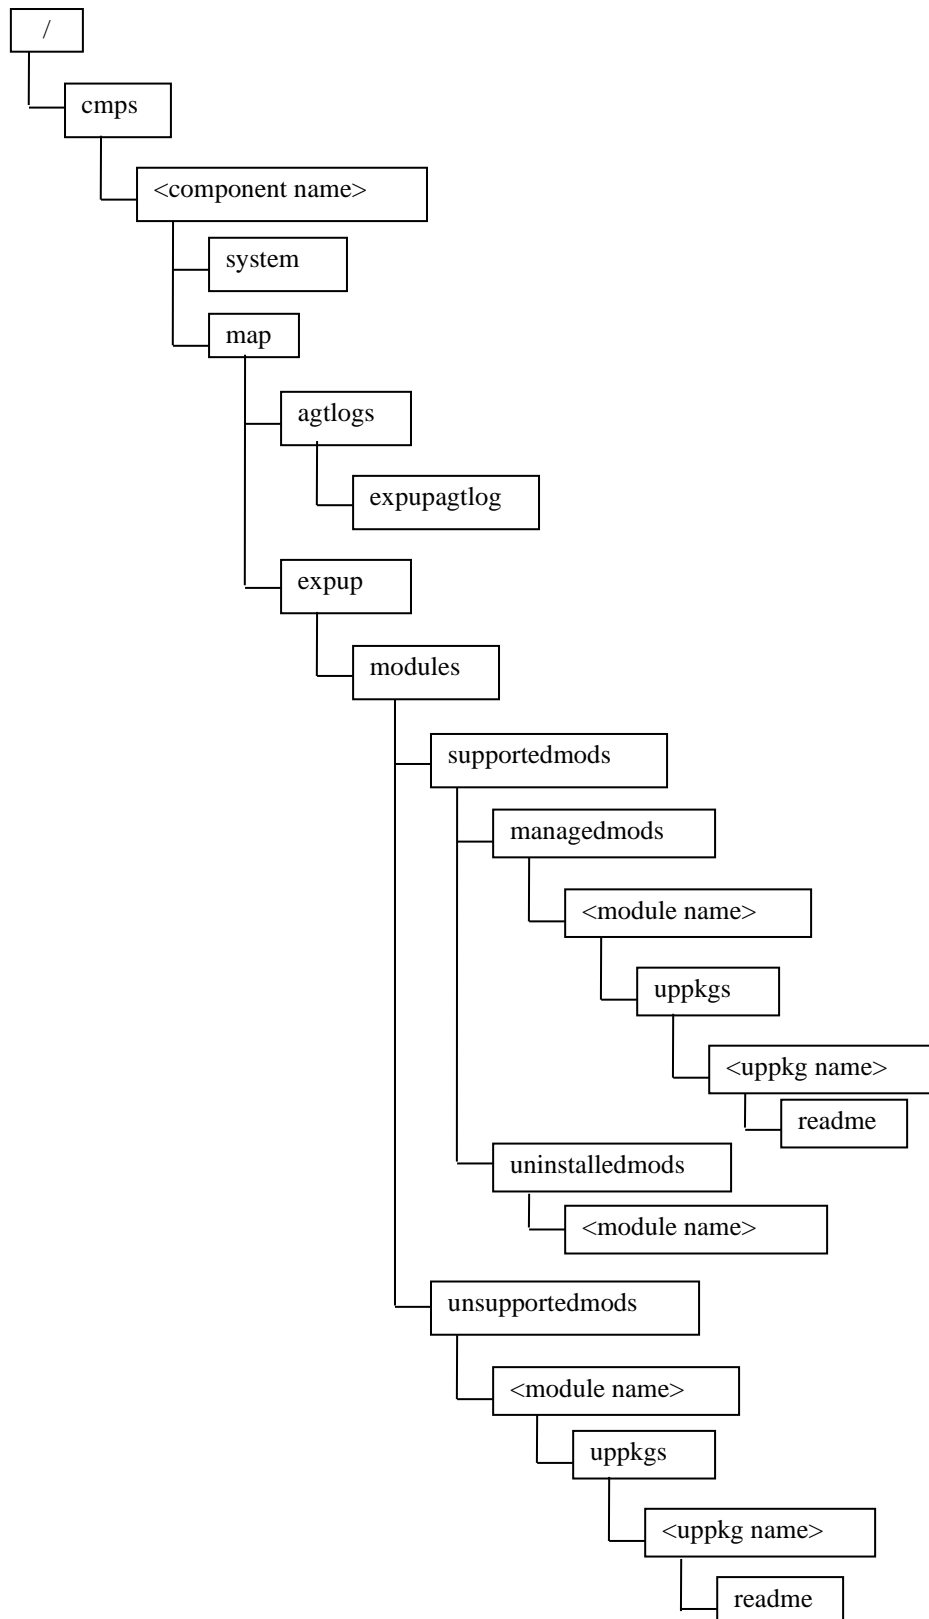 /
cmps
<component name>
system
map
agtlogs
expupagtlog
expup
modules
supportedmods
managedmods
<module name>
uppkgs
<uppkg name>
readme
uninstalledmods
<module name>
unsupportedmods
<module name>
uppkgs
<uppkg name>
readme